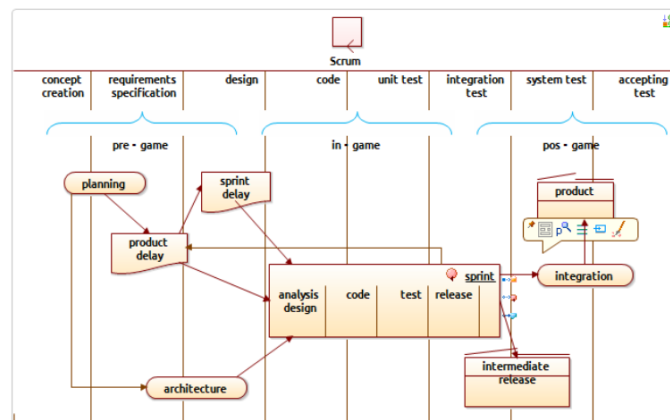 Scrum
concept
creation
requirements
specification
design
code
unit test
integration
test
system test
accepting
test
pre - game
in - game
pos - game
planning
sprint
delay
product
product
delay
sprint
integration
analysis
design
code
test
release
intermediate
release
architecture